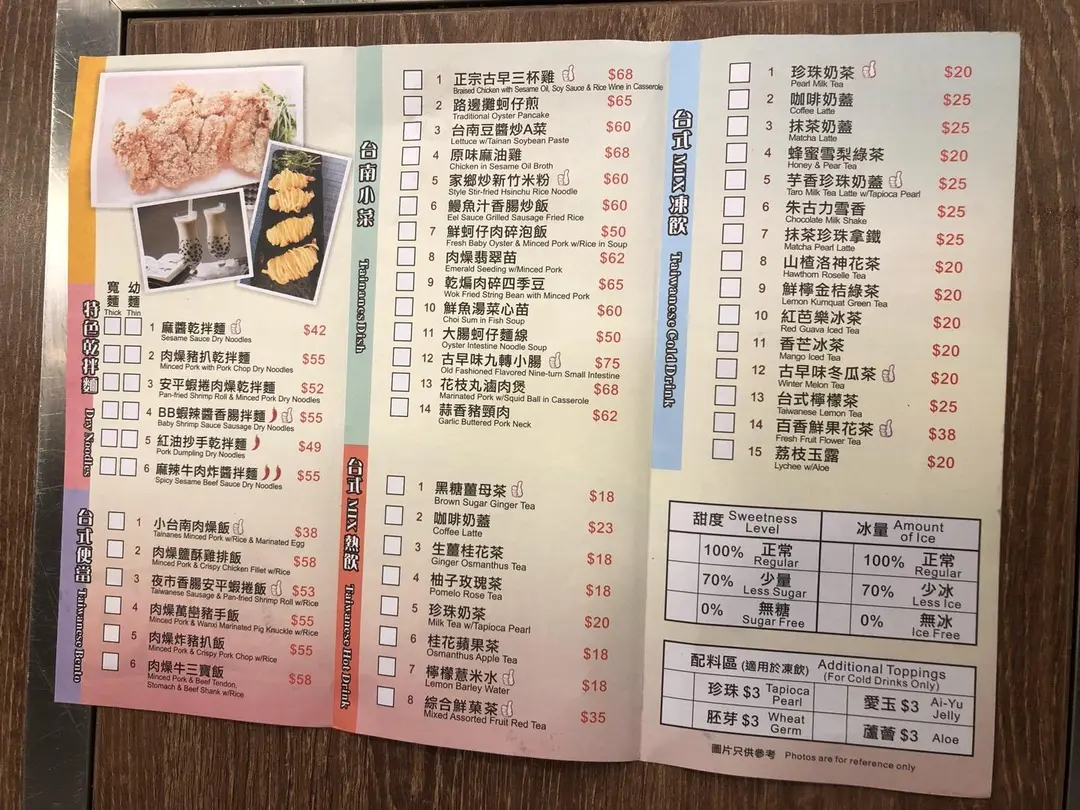 特色乾拌麵 Dry Noodles
寬麵 幼麵
Thick Thin
1 麻醬乾拌麵 $42
Sesame Sauce Dry Noodles
2 肉燥豬扒乾拌麵 $55
Minced Pork with Pork Chop Dry Noodles
3 安平蝦捲肉燥乾拌麵 $52
Pan-fried Shrimp Roll & Minced Pork Dry Noodles
4 BB蝦辣醬香腸拌麵 $55
Baby Shrimp Sauce Sausage Dry Noodles
5 紅油抄手乾拌麵 $49
Pork Dumpling Dry Noodles
6 麻辣牛肉炸醬拌麵 $55
Spicy Sesame Beef Sauce Dry Noodles
台式便當 Taiwanese Bento
1 小台南肉燥飯 $38
Tainanes Minced Pork w/Rice & Marinated Egg
2 肉燥鹽酥雞排飯 $58
Minced Pork & Crispy Chicken Fillet w/Rice
3 夜市香腸安平蝦捲飯 $53
Taiwanese Sausage & Pan-fried Shrimp Roll w/Rice
4 肉燥萬巒豬手飯 $55
Minced Pork & Wanxi Marinated Pig Knuckle w/Rice
5 肉燥炸豬扒飯 $55
Minced Pork & Crispy Pork Chop w/Rice
6 肉燥牛三寶飯 $58
Minced Pork & Beef Tendon,
Stomach & Beef Shank w/Rice
台南小菜 Tainanes Dish
1 正宗古早三杯雞 $68
Braised Chicken with Sesame Oil, Soy Sauce & Rice Wine in Casserole
2 路邊攤蚵仔煎 $65
Traditional Oyster Pancake
3 台南豆醬炒A菜 $60
Lettuce w/Tainan Soybean Paste
4 原味麻油雞 $68
Chicken in Sesame Oil Broth
5 家鄉炒新竹米粉 $60
Style Stir-fried Hsinchu Rice Noodle
6 鰻魚汁香腸炒飯 $60
Eel Sauce Grilled Sausage Fried Rice
7 鮮蚵仔肉碎泡飯 $50
Fresh Baby Oyster & Minced Pork w/Rice in Soup
8 肉燥翡翠苗 $62
Emerald Seeding w/Minced Pork
9 乾煸肉碎四季豆 $65
Wok Fried String Bean with Minced Pork
10 鮮魚湯菜心苗 $60
Choi Sum in Fish Soup
11 大腸蚵仔麵線 $50
Oyster Intestine Noodle Soup
12 古早味九轉小腸 $75
Old Fashioned Flavored Nine-turn Small Intestine
13 花枝丸滷肉煲 $68
Marinated Pork w/Squid Ball in Casserole
14 蒜香豬頸肉 $62
Garlic Buttered Pork Neck
台式 MIX 熱飲 Taiwanese Hot Drink
1 黑糖薑母茶 $18
Brown Sugar Ginger Tea
2 咖啡奶蓋 $23
Coffee Latte
3 生薑桂花茶 $18
Ginger Osmanthus Tea
4 柚子玫瑰茶 $18
Pomelo Rose Tea
5 珍珠奶茶 $20
Milk Tea w/Tapioca Pearl
6 桂花蘋果茶 $18
Osmanthus Apple Tea
7 檸檬薏米水 $18
Lemon Barley Water
8 綜合鮮菓茶 $35
Mixed Assorted Fruit Red Tea
台式 MIX 凍飲 Taiwanese Cold Drink
1 珍珠奶茶 $20
Pearl Milk Tea
2 咖啡奶蓋 $25
Coffee Latte
3 抹茶奶蓋 $25
Matcha Latte
4 蜂蜜雪梨綠茶 $20
Honey & Pear Tea
5 芋香珍珠奶蓋 $25
Taro Milk Tea Latte w/Tapioca Pearl
6 朱古力雪香 $25
Chocolate Milk Shake
7 抹茶珍珠拿鐵 $25
Matcha Pearl Latte
8 山楂洛神花茶 $20
Hawthorn Roselle Tea
9 鮮檸金桔綠茶 $20
Lemon Kumquat Green Tea
10 紅芭樂冰茶 $20
Red Guava Iced Tea
11 香芒冰茶 $20
Mango Iced Tea
12 古早味冬瓜茶 $20
Winter Melon Tea
13 台式檸檬茶 $25
Taiwanese Lemon Tea
14 百香鮮果花茶 $38
Fresh Fruit Flower Tea
15 荔枝玉露 $20
Lychee w/Aloe
甜度 Sweetness Level
100% 正常 Regular
70% 少量 Less Sugar
0% 無糖 Sugar Free
冰量 Amount of Ice
100% 正常 Regular
70% 少冰 Less Ice
0% 無冰 Ice Free
配料區 (適用於凍飲) Additional Toppings
(For Cold Drinks Only)
珍珠 $3 Tapioca Pearl
愛玉 $3 Ai-Yu Jelly
胚芽 $3 Wheat Germ
蘆薈 $3 Aloe
圖片只供參考 Photos are for reference only